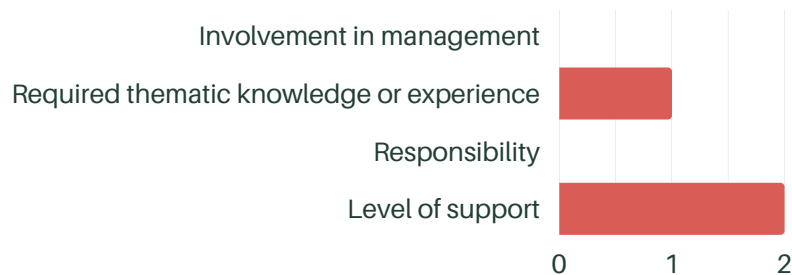 Involvement in management
Required thematic knowledge or experience
Responsibility
Level of support
0 1 2